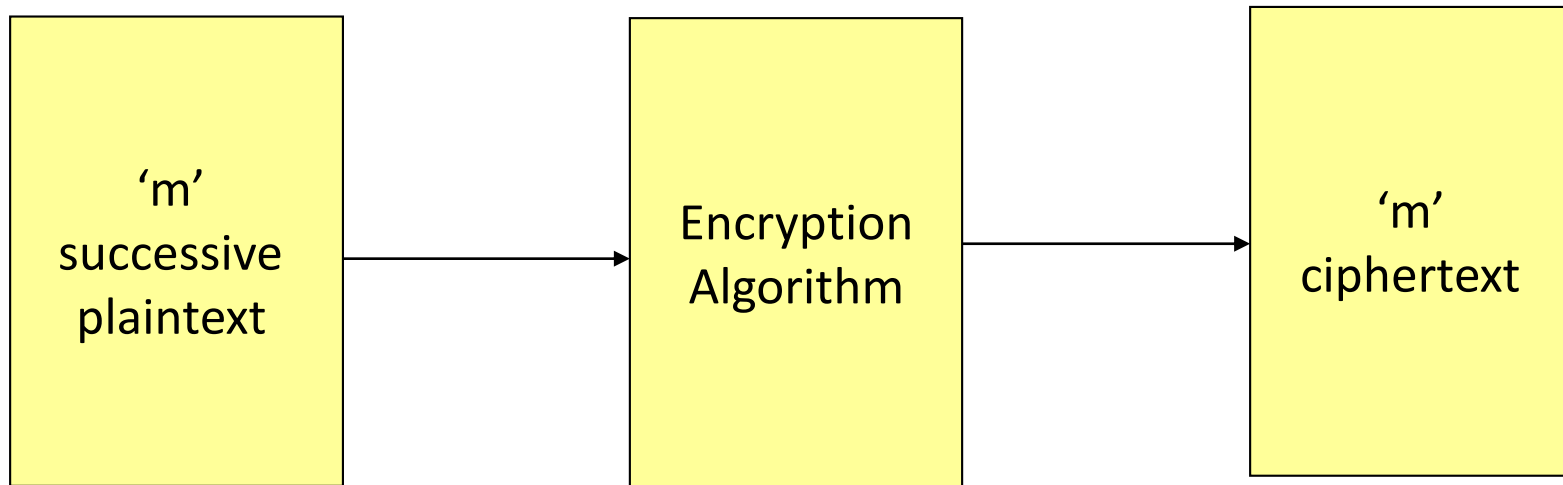 ‘m’
successive
plaintext
Encryption
Algorithm
‘m’
ciphertext